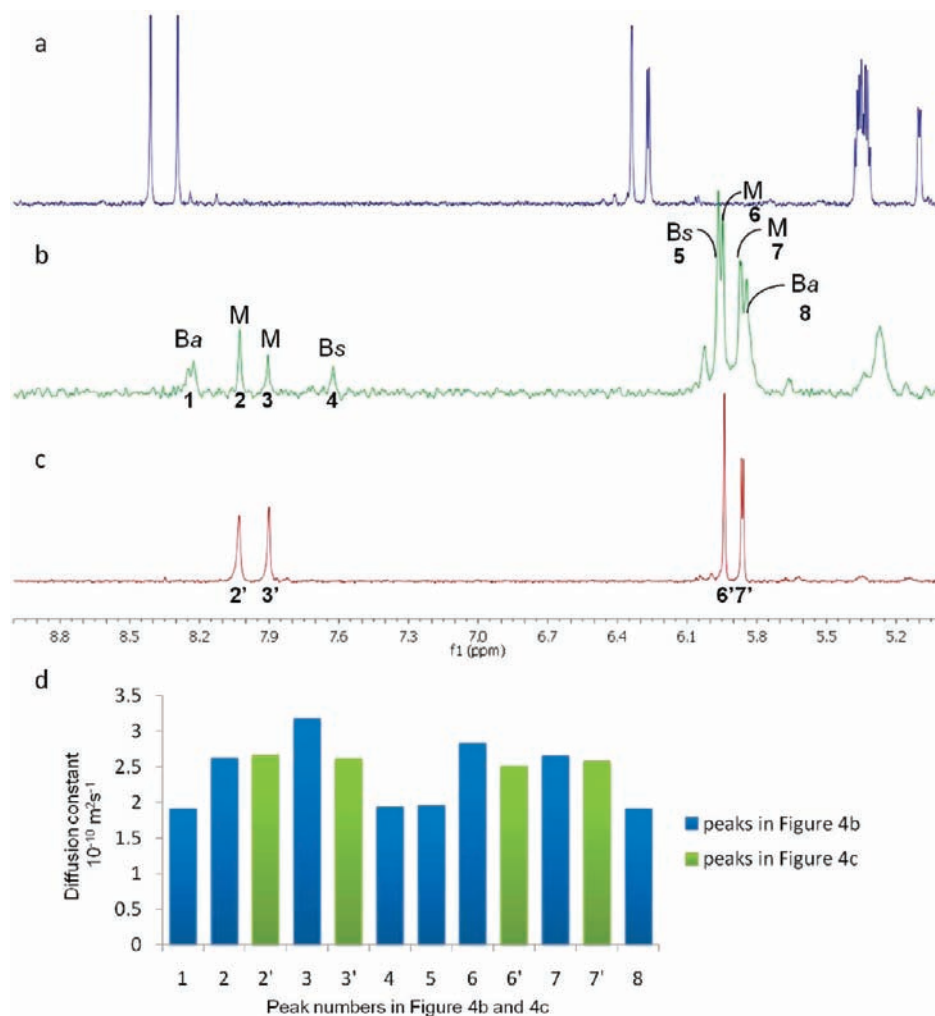 a
M
6
Bs
5
M
7
b
Ba
8
Ba
M
M
Bs
1
2
3
4
c
2'
3'
6'7'
8.8
8.5
8.2
7.9
7.6
7.3
7.0
6.7
6.4
6.1
5.8
5.5
5.2
f1 (ppm)
d
3.5
3
2.5
2
1.5
1
0.5
0
Diffusion constant
10⁻¹⁰ m²s⁻¹
peaks in Figure 4b
peaks in Figure 4c
1
2
2'
3
3'
4
5
6
6'
7
7'
8
Peak numbers in Figure 4b and 4c